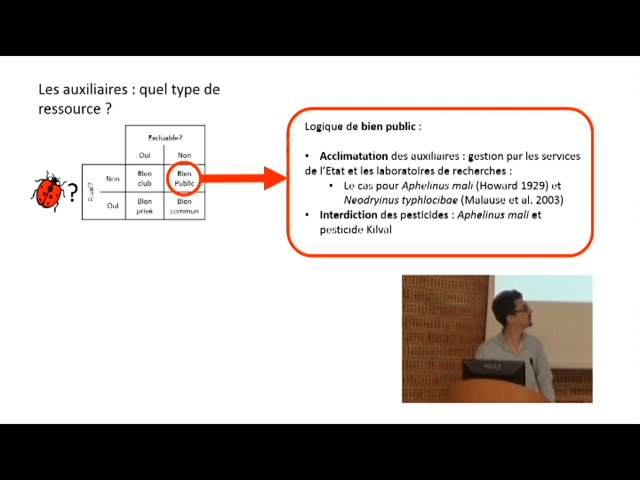 Les auxiliaires : quel type de
ressource ?
Excluable?
Oui Non
Rival?
Non Bien club Bien Public
Oui Bien privé Bien commun
?
Logique de bien public :
• Acclimatation des auxiliaires : gestion par les services
de l'Etat et les laboratoires de recherches :
• Le cas pour Aphelinus mali (Howard 1929) et
Neodryinus typhlocibae (Malause et al. 2003)
• Interdiction des pesticides : Aphelinus mali et
pesticide Kilval